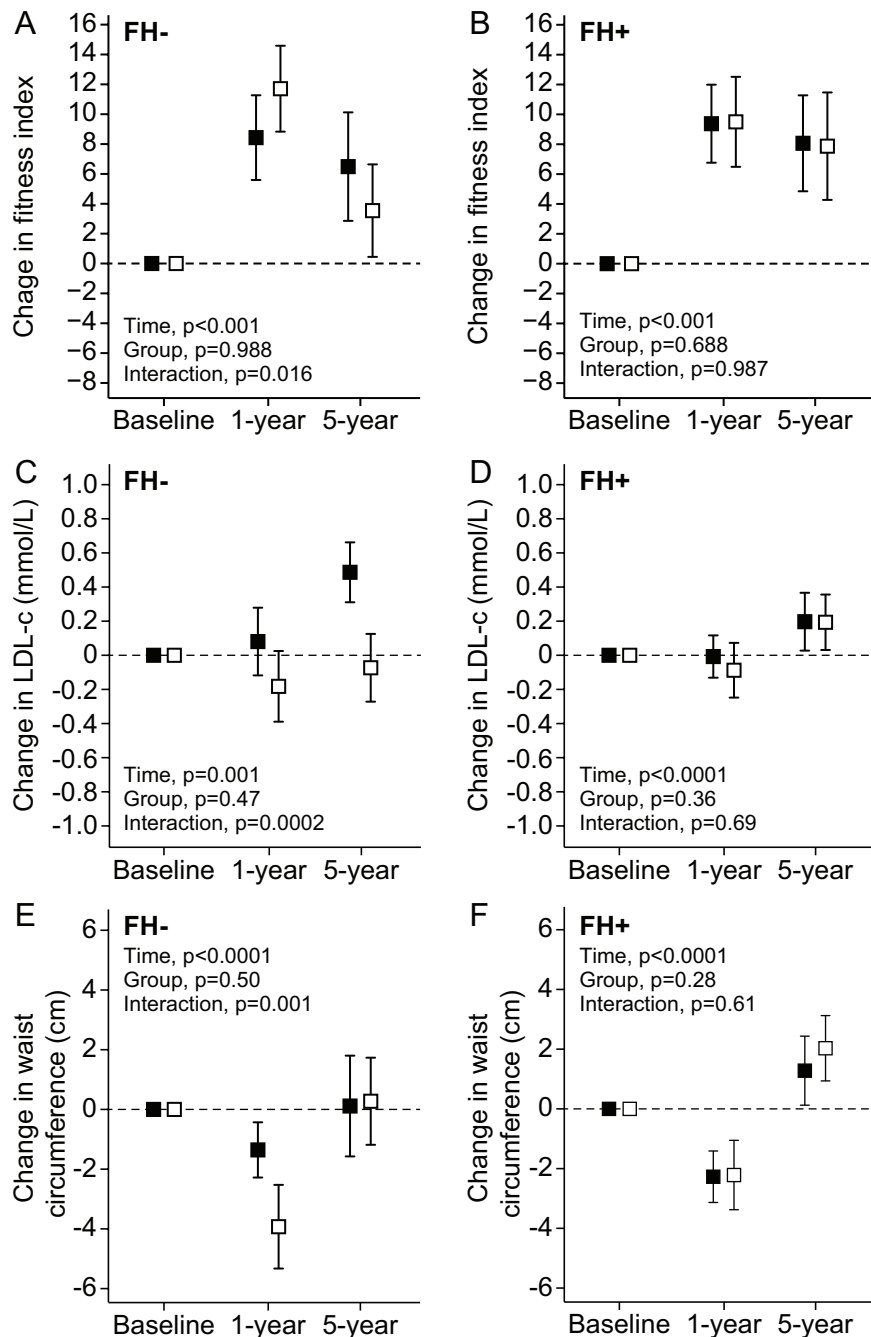 A
FH-
Chage in fitness index
16
14
12
10
8
6
4
2
0
−2
−4
−6
−8
Time, p<0.001
Group, p=0.988
Interaction, p=0.016
Baseline 1-year 5-year
B
FH+
Change in fitness index
16
14
12
10
8
6
4
2
0
−2
−4
−6
−8
Time, p<0.001
Group, p=0.688
Interaction, p=0.987
Baseline 1-year 5-year
C
FH-
Change in LDL-c (mmol/L)
1.0
0.8
0.6
0.4
0.2
0
-0.2
-0.4
-0.6
-0.8
-1.0
Time, p=0.001
Group, p=0.47
Interaction, p=0.0002
Baseline 1-year 5-year
D
FH+
Change in LDL-c (mmol/L)
1.0
0.8
0.6
0.4
0.2
0
-0.2
-0.4
-0.6
-0.8
-1.0
Time, p<0.0001
Group, p=0.36
Interaction, p=0.69
Baseline 1-year 5-year
E
FH-
Time, p<0.0001
Group, p=0.50
Interaction, p=0.001
Change in waist
circumference (cm)
6
4
2
0
-2
-4
-6
Baseline 1-year 5-year
F
FH+
Time, p<0.0001
Group, p=0.28
Interaction, p=0.61
Change in waist
circumference (cm)
6
4
2
0
-2
-4
-6
Baseline 1-year 5-year